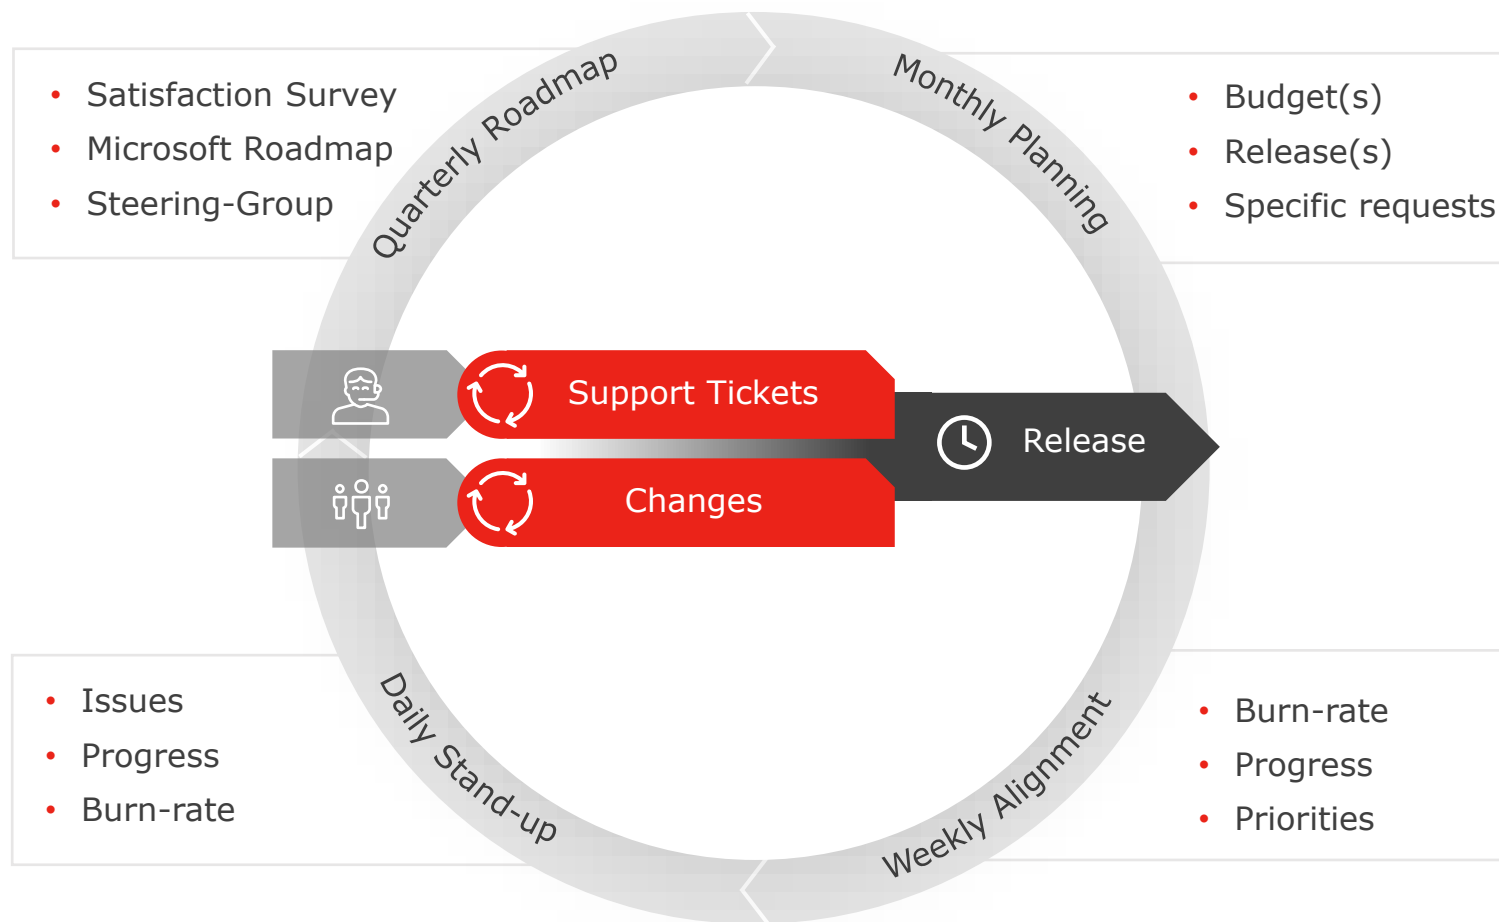 Quarterly Roadmap
• Satisfaction Survey
• Microsoft Roadmap
• Steering-Group
Monthly Planning
• Budget(s)
• Release(s)
• Specific requests
Support Tickets
Changes
Release
Daily Stand-up
• Issues
• Progress
• Burn-rate
Weekly Alignment
• Burn-rate
• Progress
• Priorities